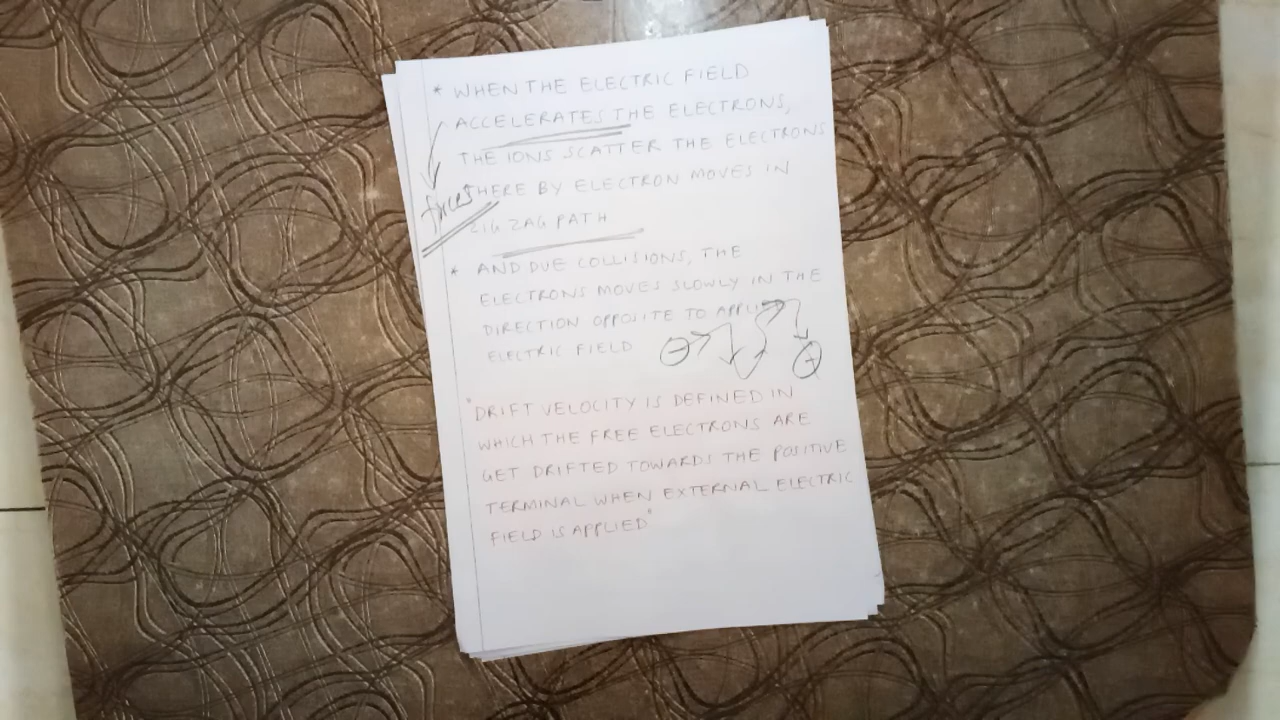 * WHEN THE ELECTRIC FIELD
ACCELERATES THE ELECTRONS,
THE IONS SCATTER THE ELECTRONS
forces
THERE BY ELECTRON MOVES IN
ZIG ZAG PATH
* AND DUE COLLISIONS, THE
ELECTRONS MOVES SLOWLY IN THE
DIRECTION OPPOSITE TO APPLIED
ELECTRIC FIELD
- +
"DRIFT VELOCITY IS DEFINED IN
WHICH THE FREE ELECTRONS ARE
GET DRIFTED TOWARDS THE POSITIVE
TERMINAL WHEN EXTERNAL ELECTRIC
FIELD IS APPLIED"